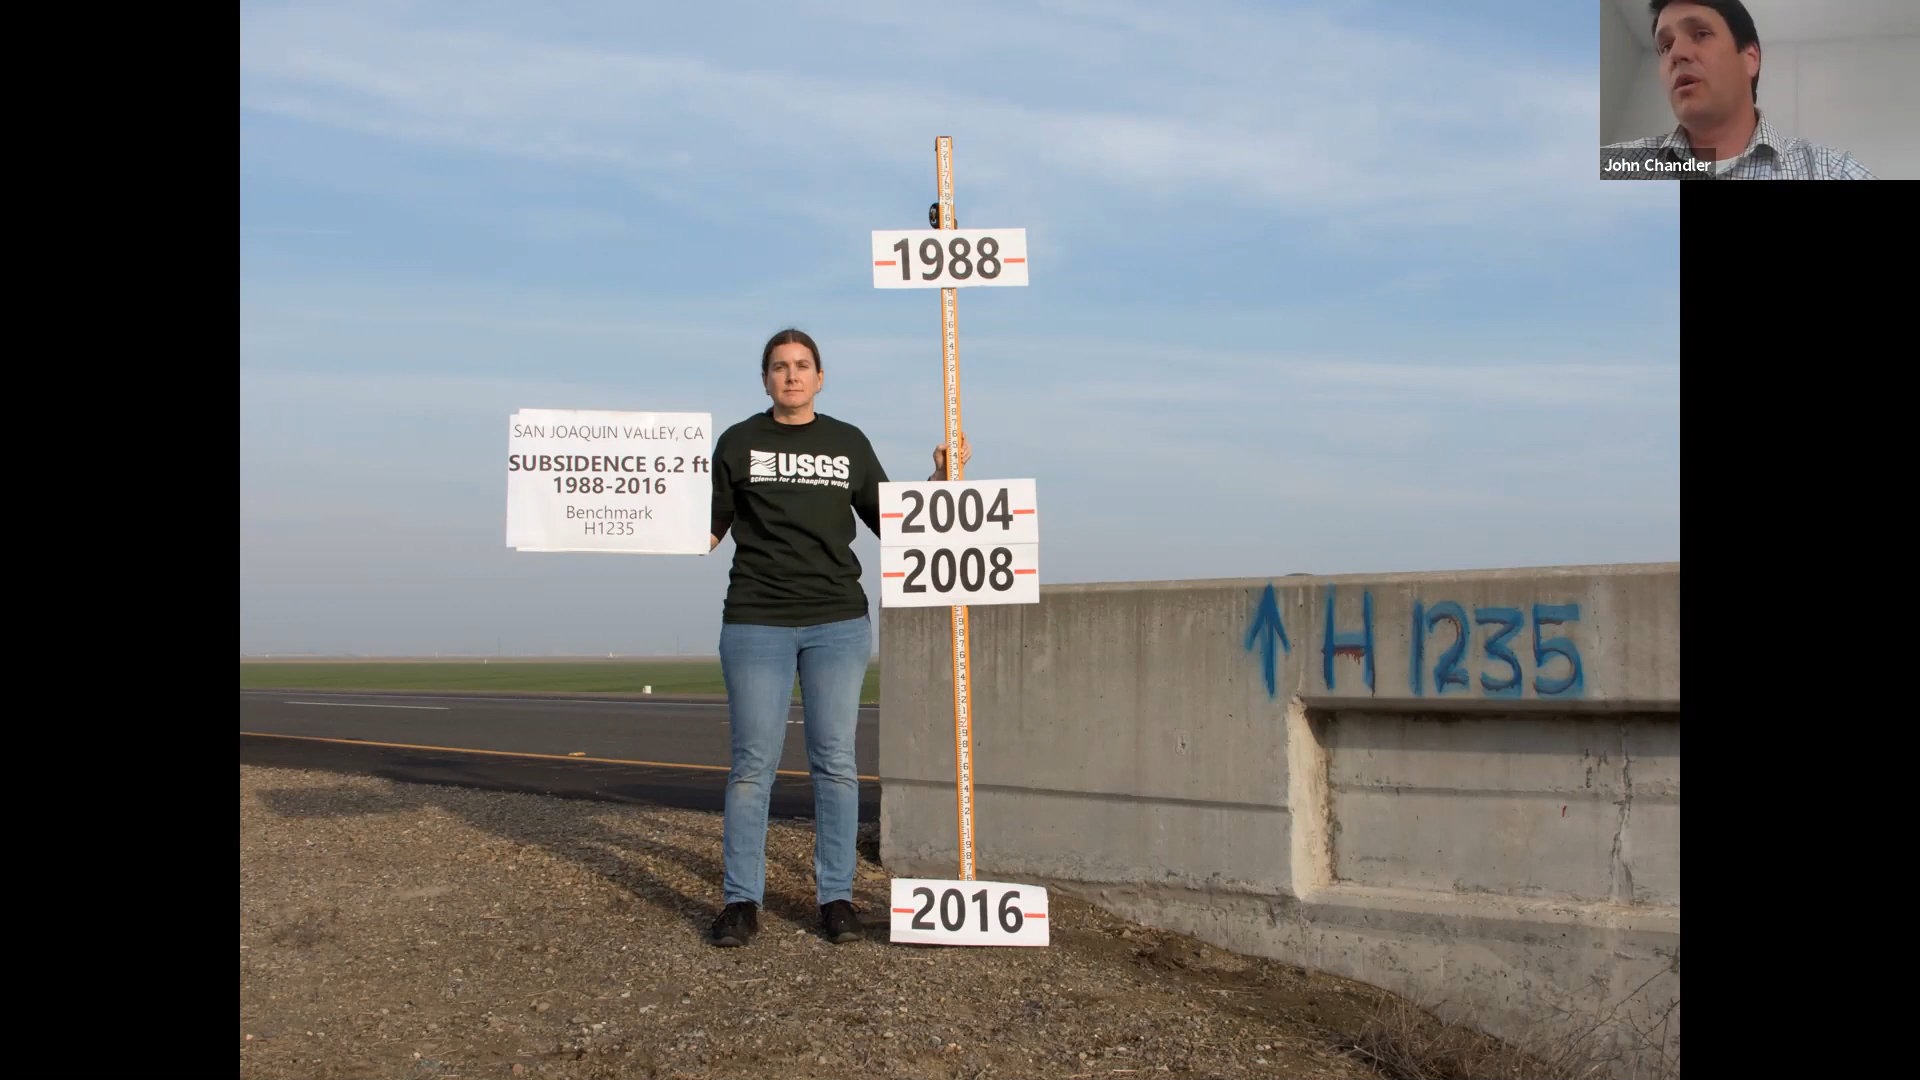 John Chandler
1988
SAN JOAQUIN VALLEY, CA
SUBSIDENCE 6.2 ft
1988-2016
Benchmark
H1235
USGS
science for a changing world
2004
2008
H 1235
2016